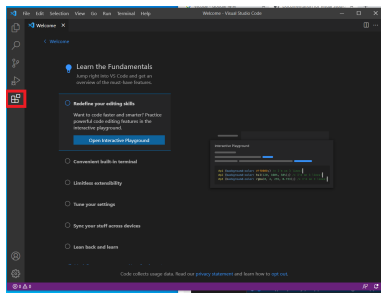 File Edit Selection View Go Run Terminal Help
Welcome - Visual Studio Code
Welcome
Welcome
Learn the Fundamentals
Jump right into VS Code and get an
overview of the must-have features.
Redefine your editing skills
Want to code faster and smarter? Practice
powerful code editing features in the
interactive playground.
Open Interactive Playground
Interactive Playground
Convenient built-in terminal
Limitless extensibility
Tune your settings
Sync your stuff across devices
Lean back and learn
Code collects usage data. Read our privacy statement and learn how to opt out.
0 0